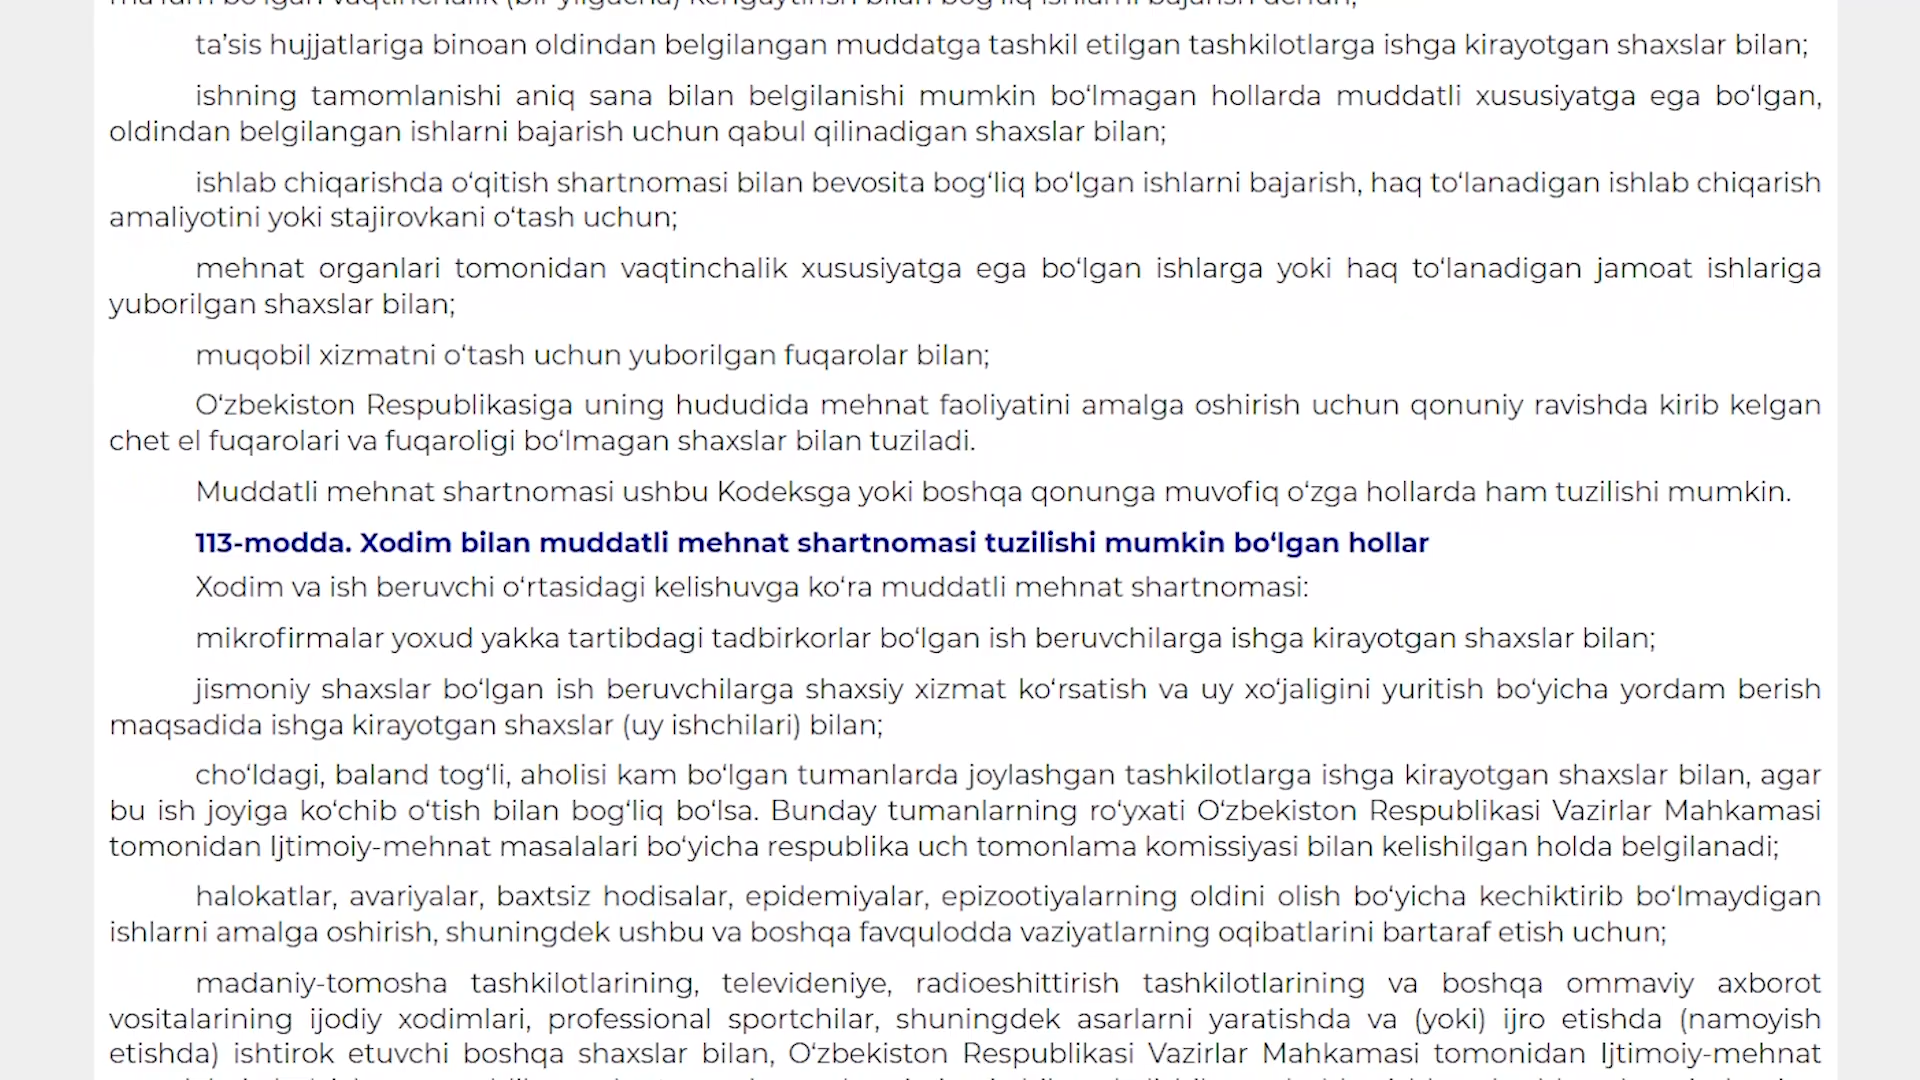 ta’sis hujjatlariga binoan oldindan belgilangan muddatga tashkil etilgan tashkilotlarga ishga kirayotgan shaxslar bilan;
ishning tamomlanishi aniq sana bilan belgilanishi mumkin bo‘lmagan hollarda muddatli xususiyatga ega bo‘lgan,
oldindan belgilangan ishlarni bajarish uchun qabul qilinadigan shaxslar bilan;
ishlab chiqarishda o‘qitish shartnomasi bilan bevosita bog‘liq bo‘lgan ishlarni bajarish, haq to‘lanadigan ishlab chiqarish
amaliyotini yoki stajirovkani o‘tash uchun;
mehnat organlari tomonidan vaqtinchalik xususiyatga ega bo‘lgan ishlarga yoki haq to‘lanadigan jamoat ishlariga
yuborilgan shaxslar bilan;
muqobil xizmatni o‘tash uchun yuborilgan fuqarolar bilan;
O‘zbekiston Respublikasiga uning hududida mehnat faoliyatini amalga oshirish uchun qonuniy ravishda kirib kelgan
chet el fuqarolari va fuqaroligi bo‘lmagan shaxslar bilan tuziladi.
Muddatli mehnat shartnomasi ushbu Kodeksga yoki boshqa qonunga muvofiq o‘zga hollarda ham tuzilishi mumkin.
113-modda. Xodim bilan muddatli mehnat shartnomasi tuzilishi mumkin bo‘lgan hollar
Xodim va ish beruvchi o‘rtasidagi kelishuvga ko‘ra muddatli mehnat shartnomasi:
mikrofirmalar yoxud yakka tartibdagi tadbirkorlar bo‘lgan ish beruvchilarga ishga kirayotgan shaxslar bilan;
jismoniy shaxslar bo‘lgan ish beruvchilarga shaxsiy xizmat ko‘rsatish va uy xo‘jaligini yuritish bo‘yicha yordam berish
maqsadida ishga kirayotgan shaxslar (uy ishchilari) bilan;
cho‘ldagi, baland tog‘li, aholisi kam bo‘lgan tumanlarda joylashgan tashkilotlarga ishga kirayotgan shaxslar bilan, agar
bu ish joyiga ko‘chib o‘tish bilan bog‘liq bo‘lsa. Bunday tumanlarning ro‘yxati O‘zbekiston Respublikasi Vazirlar Mahkamasi
tomonidan Ijtimoiy-mehnat masalalari bo‘yicha respublika uch tomonlama komissiyasi bilan kelishilgan holda belgilanadi;
halokatlar, avariyalar, baxtsiz hodisalar, epidemiyalar, epizootiyalarning oldini olish bo‘yicha kechiktirib bo‘lmaydigan
ishlarni amalga oshirish, shuningdek ushbu va boshqa favqulodda vaziyatlarning oqibatlarini bartaraf etish uchun;
madaniy-tomosha tashkilotlarining, televideniye, radioeshittirish tashkilotlarining va boshqa ommaviy axborot
vositalarining ijodiy xodimlari, professional sportchilar, shuningdek asarlarni yaratishda va (yoki) ijro etishda (namoyish
etishda) ishtirok etuvchi boshqa shaxslar bilan, O‘zbekiston Respublikasi Vazirlar Mahkamasi tomonidan Ijtimoiy-mehnat